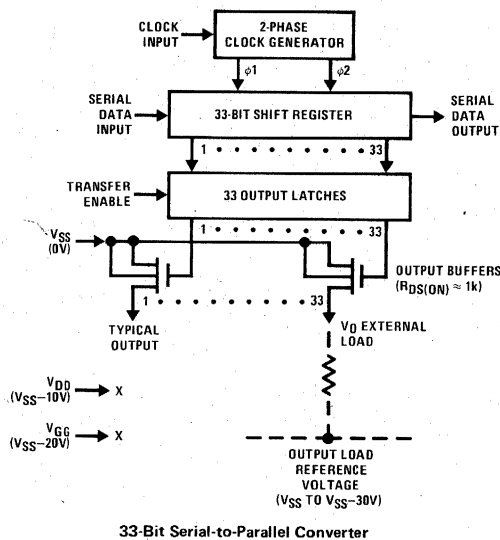 CLOCK
INPUT
2-PHASE
CLOCK GENERATOR
ϕ1
ϕ2
SERIAL
DATA
INPUT
33-BIT SHIFT REGISTER
SERIAL
DATA
OUTPUT
1 33
TRANSFER
ENABLE
33 OUTPUT LATCHES
1 33
VSS
(0V)
OUTPUT BUFFERS
(RDS(ON) ≈ 1k)
1 33
TYPICAL
OUTPUT
VO EXTERNAL
LOAD
VDD
(VSS−10V)
X
VGG
(VSS−20V)
X
OUTPUT LOAD
REFERENCE
VOLTAGE
(VSS TO VSS−30V)
33-Bit Serial-to-Parallel Converter